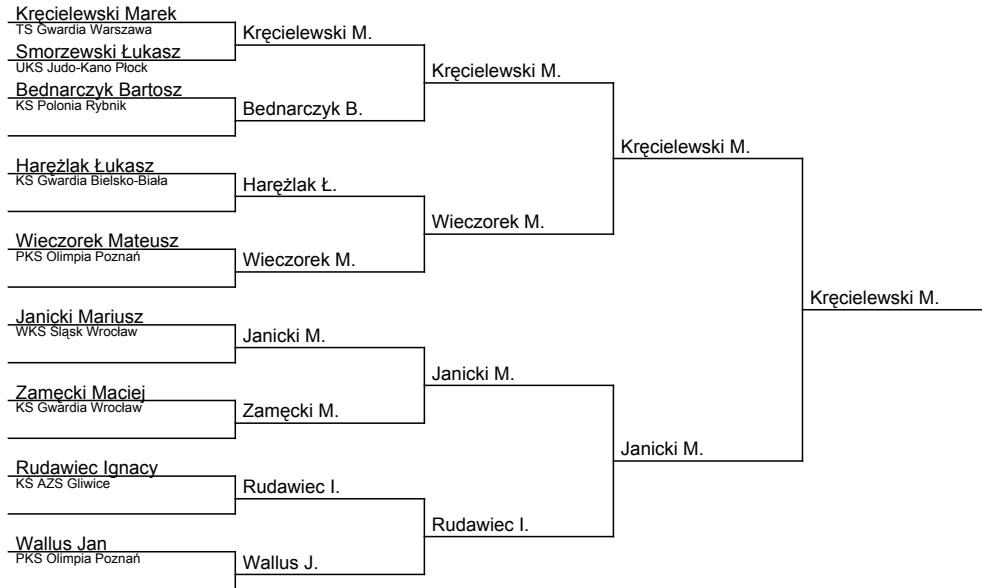 Kręcielewski Marek
TS Gwardia Warszawa
Smorzewski Łukasz
UKS Judo-Kano Płock
Bednarczyk Bartosz
KS Polonia Rybnik
Harężlak Łukasz
KS Gwardia Bielsko-Biała
Wieczorek Mateusz
PKS Olimpia Poznań
Janicki Mariusz
WKS Śląsk Wrocław
Zamęcki Maciej
KS Gwardia Wrocław
Rudawiec Ignacy
KS AZS Gliwice
Wallus Jan
PKS Olimpia Poznań
Kręcielewski M.
Bednarczyk B.
Harężlak Ł.
Wieczorek M.
Janicki M.
Zamęcki M.
Rudawiec I.
Wallus J.
Kręcielewski M.
Wieczorek M.
Janicki M.
Rudawiec I.
Kręcielewski M.
Janicki M.
Kręcielewski M.